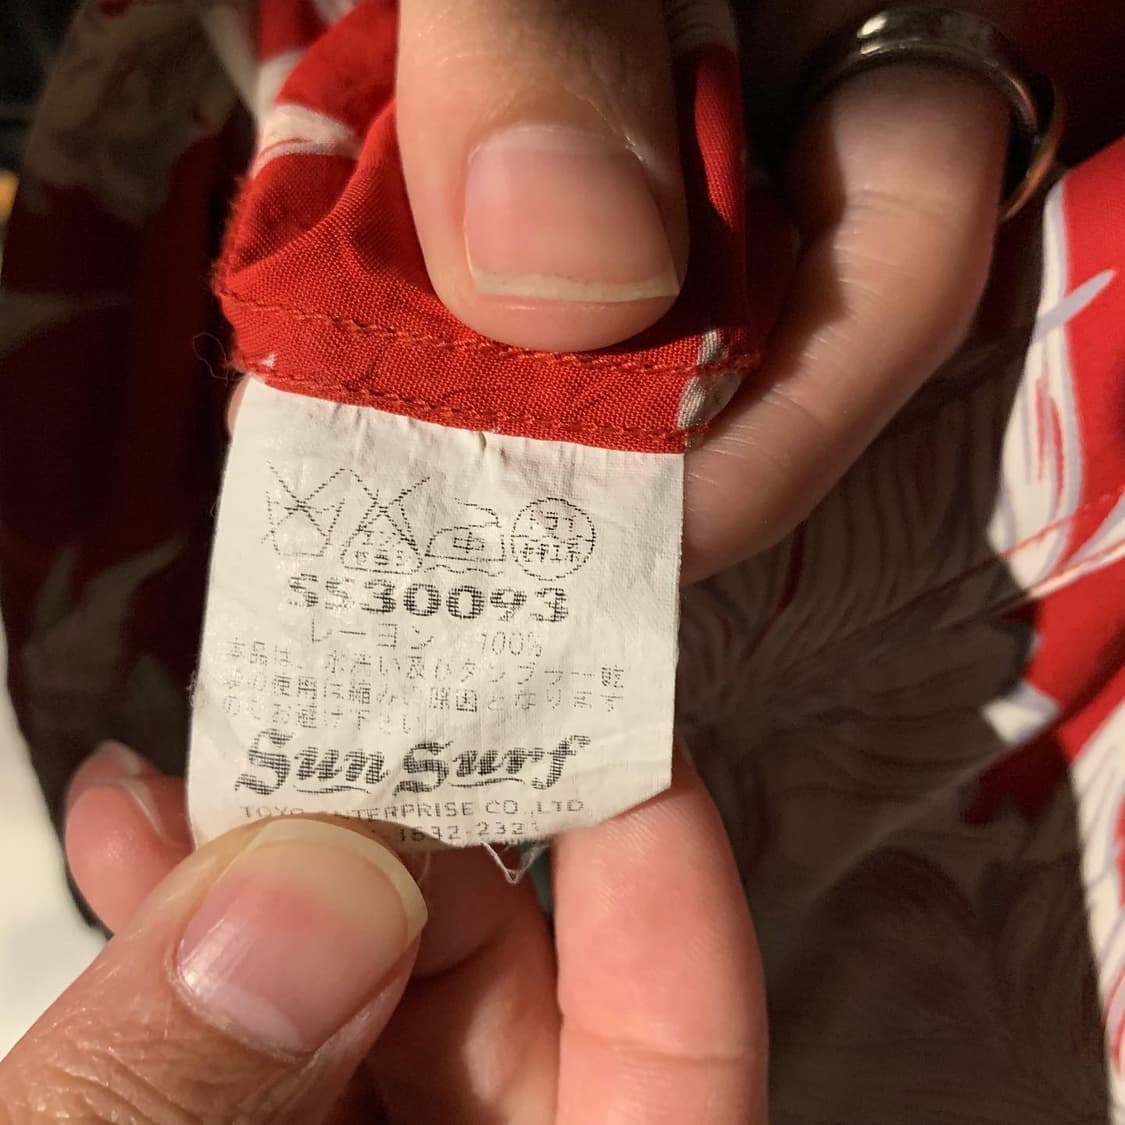 中
SS30093
レーヨン 100%
本品は、水洗い及びタンブラー乾
燥の使用は縮みの原因となります
のでお避け下さい
Sun Surf
TOYO ENTERPRISE CO.,LTD